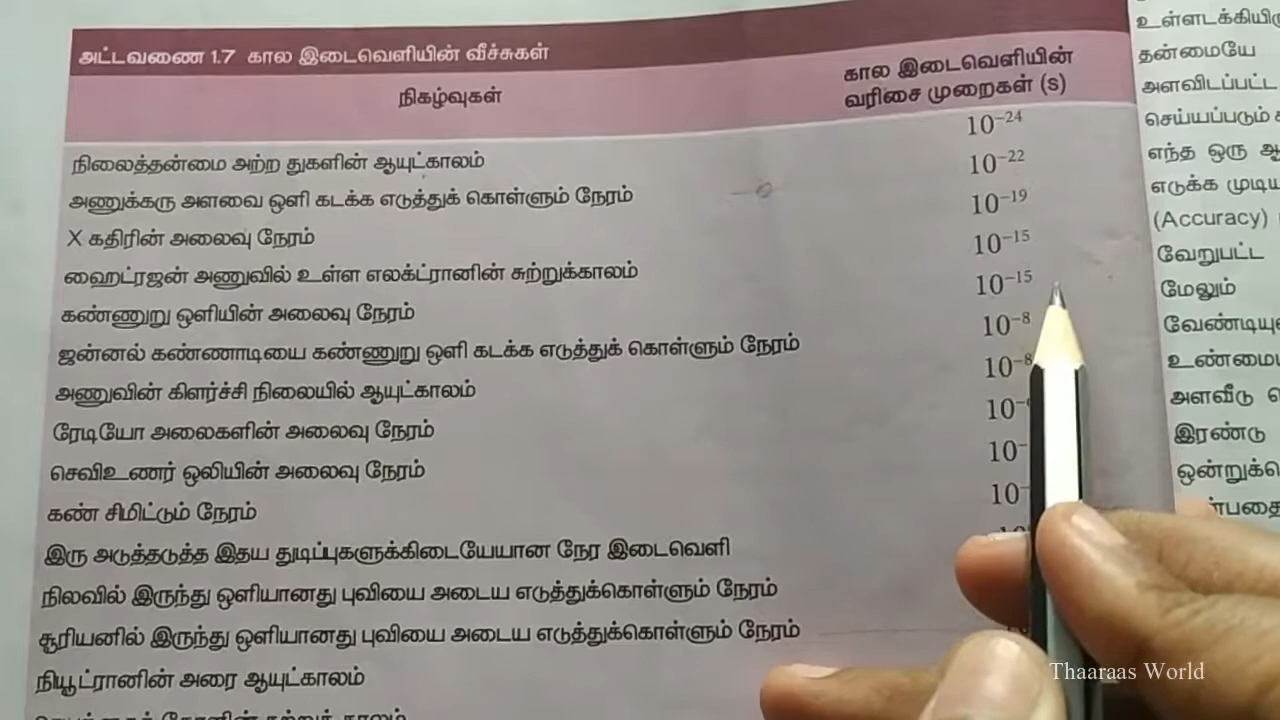 அட்டவணை 1.7 கால இடைவெளியின் வீச்சுகள்
நிகழ்வுகள்
கால இடைவெளியின்
வரிசை முறைகள் (s)
நிலைத்தன்மை அற்ற துகளின் ஆயுட்காலம் 10⁻²⁴
அணுக்கரு அளவை ஒளி கடக்க எடுத்துக் கொள்ளும் நேரம் 10⁻²²
X கதிரின் அலைவு நேரம் 10⁻¹⁹
ஹைட்ரஜன் அணுவில் உள்ள எலக்ட்ரானின் சுற்றுக்காலம் 10⁻¹⁵
கண்ணுறு ஒளியின் அலைவு நேரம் 10⁻¹⁵
ஜன்னல் கண்ணாடியை கண்ணுறு ஒளி கடக்க எடுத்துக் கொள்ளும் நேரம் 10⁻⁸
அணுவின் கிளர்ச்சி நிலையில் ஆயுட்காலம் 10⁻⁸
ரேடியோ அலைகளின் அலைவு நேரம் 10⁻
செவிஉணர் ஒலியின் அலைவு நேரம் 10⁻
கண் சிமிட்டும் நேரம் 10⁻
இரு அடுத்தடுத்த இதய துடிப்புகளுக்கிடையேயான நேர இடைவெளி
நிலவில் இருந்து ஒளியானது புவியை அடைய எடுத்துக்கொள்ளும் நேரம்
சூரியனில் இருந்து ஒளியானது புவியை அடைய எடுத்துக்கொள்ளும் நேரம்
நியூட்ரானின் அரை ஆயுட்காலம்
தன்மையே
அளவிடப்பட்ட
செய்யப்படும்
எந்த ஒரு
எடுக்க
(Accuracy)
வேறுபட்ட
மேலும்
அளவீடு
இரண்டு
Thaaraas World